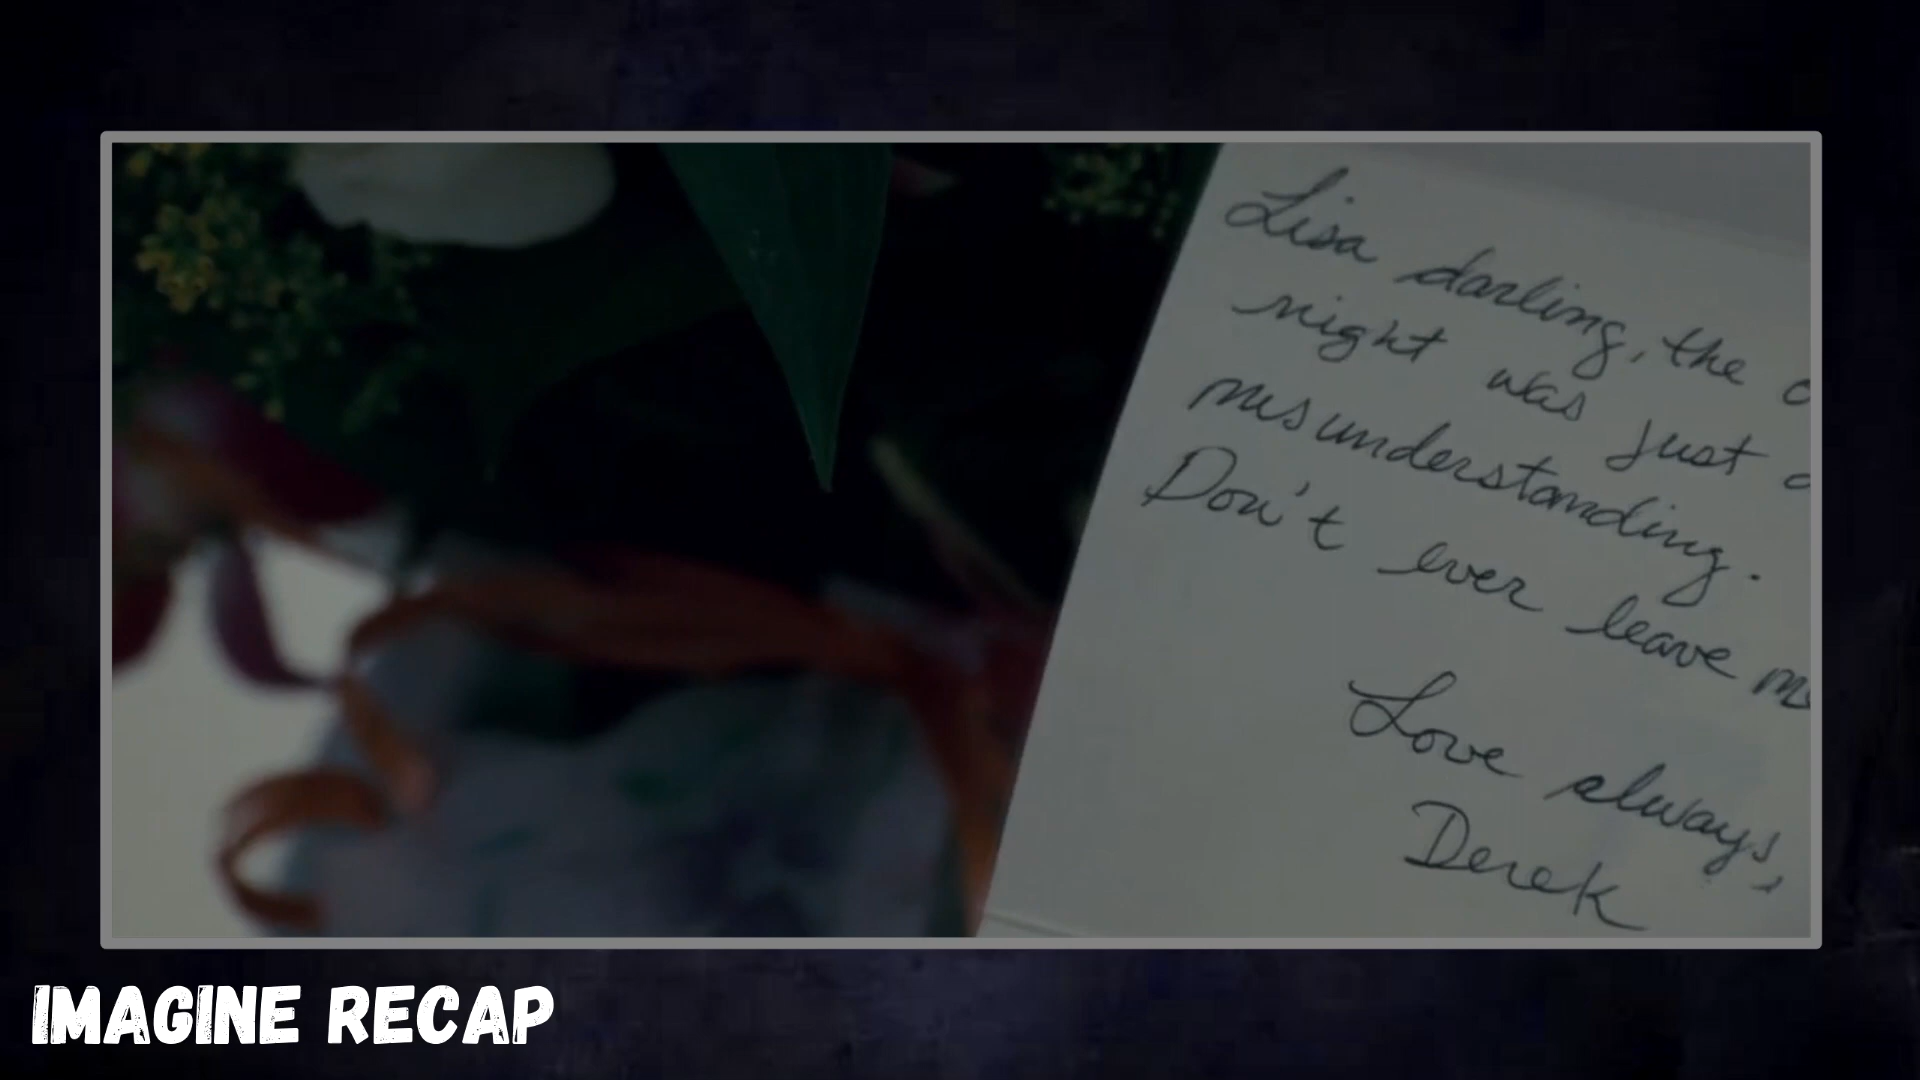 Lisa darling, the
night was just
misunderstanding.
Don't ever leave
Love always,
Derek
IMAGINE RECAP